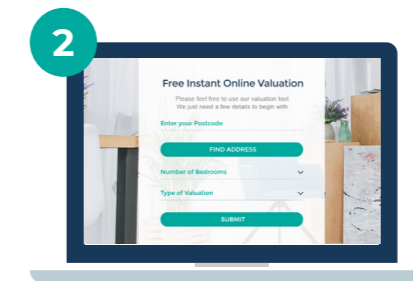 2
Free Instant Online Valuation
Please feel free to use our valuation tool.
We just need a few details to begin with
Enter your Postcode
FIND ADDRESS
Number of Bedrooms
Type of Valuation
SUBMIT